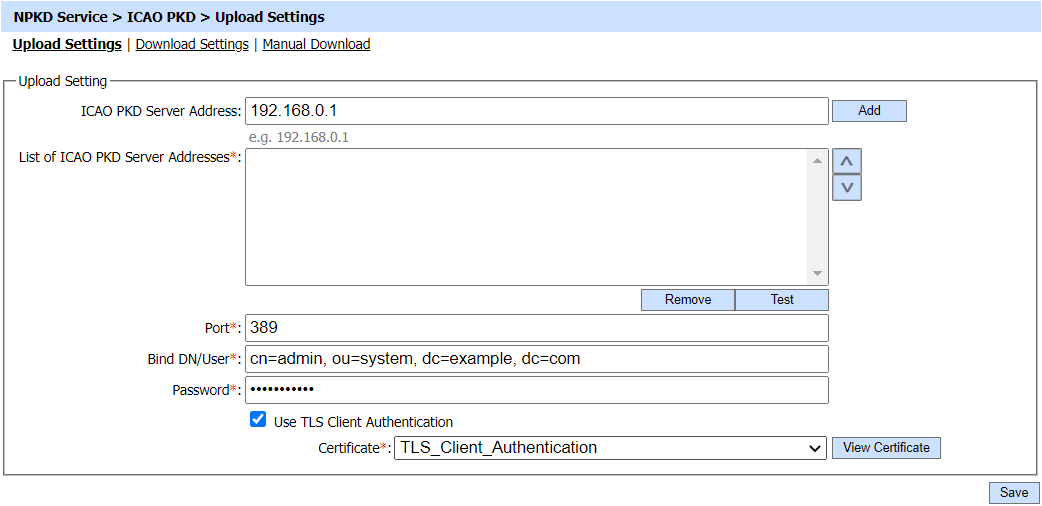 NPKD Service > ICAO PKD > Upload Settings
Upload Settings | Download Settings | Manual Download
Upload Setting
ICAO PKD Server Address: 192.168.0.1 Add
e.g. 192.168.0.1
List of ICAO PKD Server Addresses*:
Remove Test
Port*: 389
Bind DN/User*: cn=admin, ou=system, dc=example, dc=com
Password*: •••••••••••
Use TLS Client Authentication
Certificate*: TLS_Client_Authentication View Certificate
Save